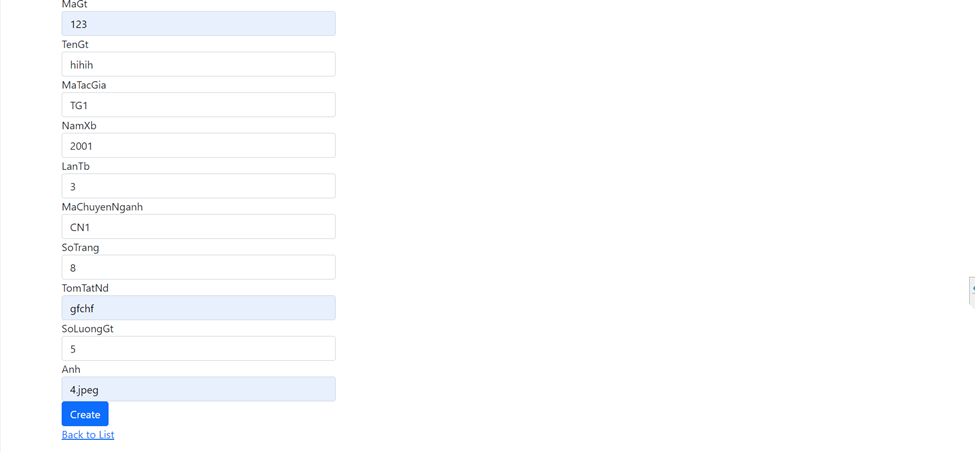 MaGt
123
TenGt
hihih
MaTacGia
TG1
NamXb
2001
LanTb
3
MaChuyenNganh
CN1
SoTrang
8
TomTatNd
gfchf
SoLuongGt
5
Anh
4.jpeg
Create
Back to List